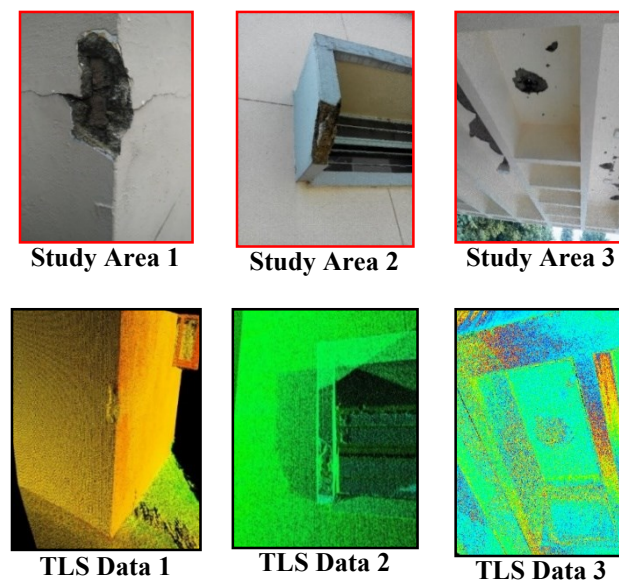 Study Area 1
Study Area 2
Study Area 3
TLS Data 1
TLS Data 2
TLS Data 3